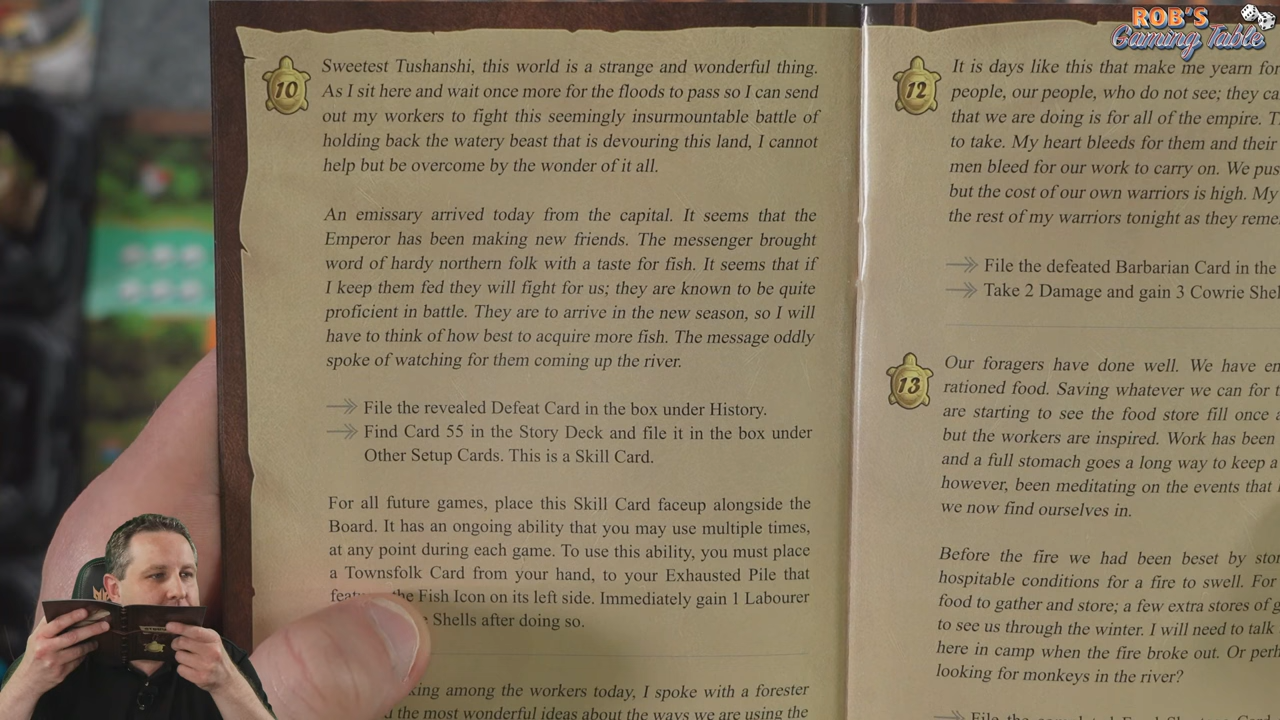 ROB'S
Gaming Table
10
Sweetest Tushanshi, this world is a strange and wonderful thing.
As I sit here and wait once more for the floods to pass so I can send
out my workers to fight this seemingly insurmountable battle of
holding back the watery beast that is devouring this land, I cannot
help but be overcome by the wonder of it all.
An emissary arrived today from the capital. It seems that the
Emperor has been making new friends. The messenger brought
word of hardy northern folk with a taste for fish. It seems that if
I keep them fed they will fight for us; they are known to be quite
proficient in battle. They are to arrive in the new season, so I will
have to think of how best to acquire more fish. The message oddly
spoke of watching for them coming up the river.
File the revealed Defeat Card in the box under History.
Find Card 55 in the Story Deck and file it in the box under
Other Setup Cards. This is a Skill Card.
For all future games, place this Skill Card faceup alongside the
Board. It has an ongoing ability that you may use multiple times,
at any point during each game. To use this ability, you must place
a Townsfolk Card from your hand, to your Exhausted Pile that
the Fish Icon on its left side. Immediately gain 1 Labourer
Shells after doing so.
among the workers today, I spoke with a forester
the most wonderful ideas about the ways we are using the
12
It is days like this that make me yearn for
people, our people, who do not see; they
that we are doing is for all of the empire.
to take. My heart bleeds for them and their
men bleed for our work to carry on. We
but the cost of our own warriors is high. My
the rest of my warriors tonight as they
File the defeated Barbarian Card in the
Take 2 Damage and gain 3 Cowrie
13
Our foragers have done well. We have
rationed food. Saving whatever we can for
are starting to see the food store fill once
but the workers are inspired. Work has been
and a full stomach goes a long way to keep a
however, been meditating on the events that
we now find ourselves in.
Before the fire we had been beset by
hospitable conditions for a fire to swell. For
food to gather and store; a few extra stores of
to see us through the winter. I will need to talk
here in camp when the fire broke out. Or
looking for monkeys in the river?